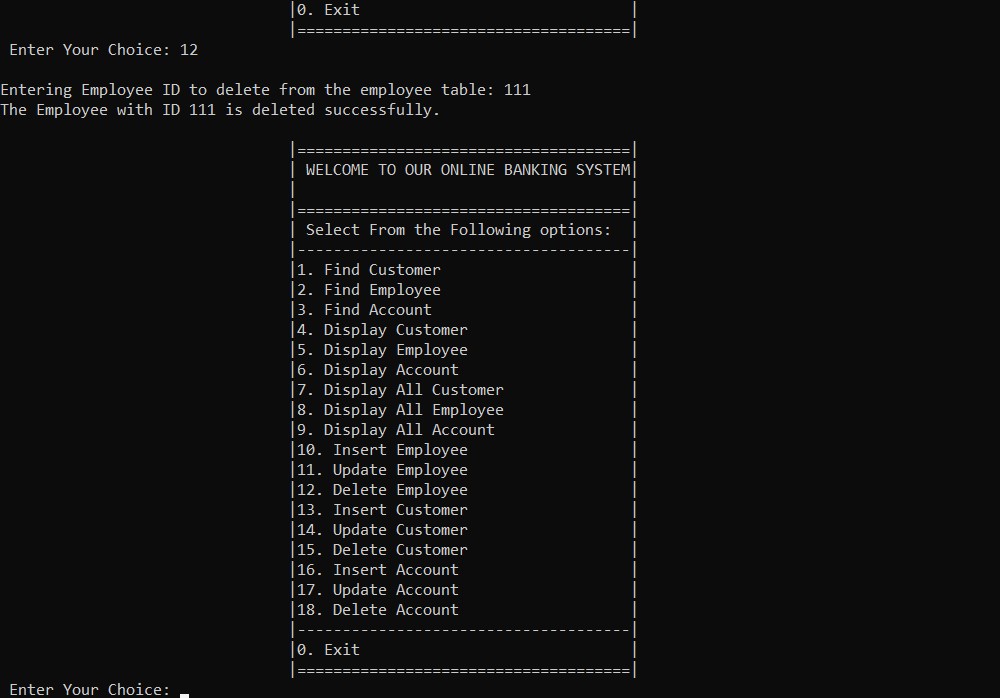 |0. Exit                              |
|=====================================|
 Enter Your Choice: 12

Entering Employee ID to delete from the employee table: 111
The Employee with ID 111 is deleted successfully.

|=====================================|
| WELCOME TO OUR ONLINE BANKING SYSTEM|
|                                     |
|=====================================|
| Select From the Following options:  |
|-------------------------------------|
|1. Find Customer                     |
|2. Find Employee                     |
|3. Find Account                      |
|4. Display Customer                  |
|5. Display Employee                  |
|6. Display Account                   |
|7. Display All Customer              |
|8. Display All Employee              |
|9. Display All Account               |
|10. Insert Employee                  |
|11. Update Employee                  |
|12. Delete Employee                  |
|13. Insert Customer                  |
|14. Update Customer                  |
|15. Delete Customer                  |
|16. Insert Account                   |
|17. Update Account                   |
|18. Delete Account                   |
|-------------------------------------|
|0. Exit                              |
|=====================================|
 Enter Your Choice: